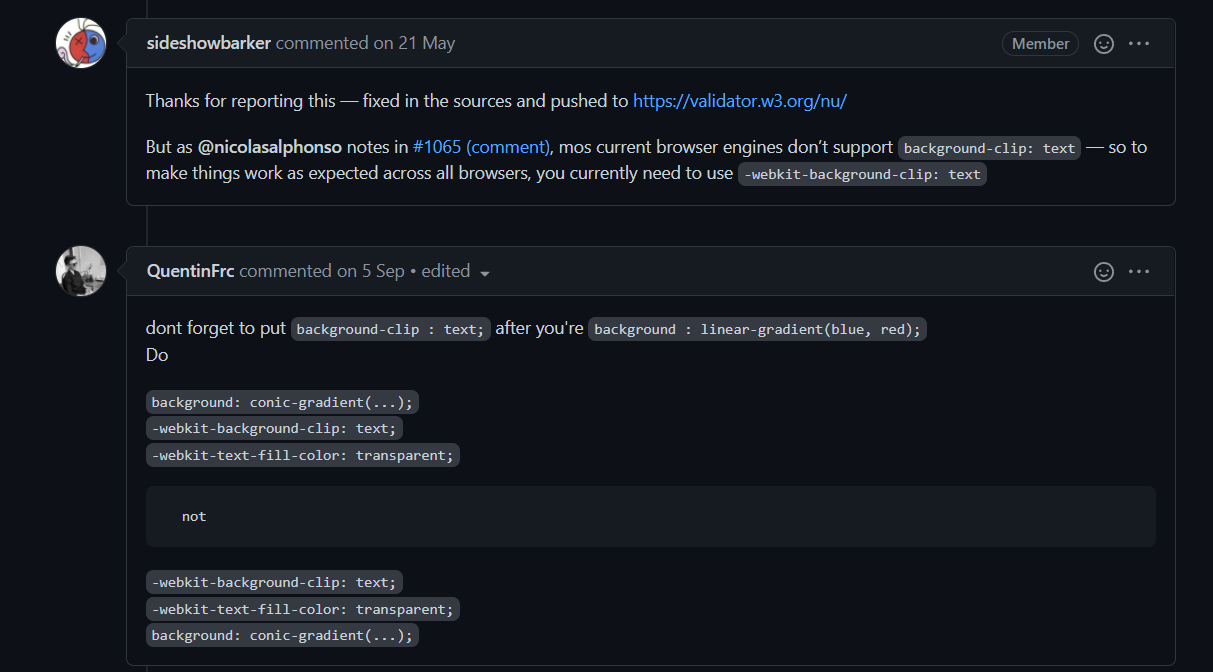 sideshowbarker commented on 21 May Member
Thanks for reporting this — fixed in the sources and pushed to https://validator.w3.org/nu/
But as @nicolasalphonso notes in #1065 (comment), mos current browser engines don’t support background-clip: text — so to
make things work as expected across all browsers, you currently need to use -webkit-background-clip: text
QuentinFrc commented on 5 Sep • edited
dont forget to put background-clip : text; after you're background : linear-gradient(blue, red);
Do
background: conic-gradient(...);
-webkit-background-clip: text;
-webkit-text-fill-color: transparent;
not
-webkit-background-clip: text;
-webkit-text-fill-color: transparent;
background: conic-gradient(...);